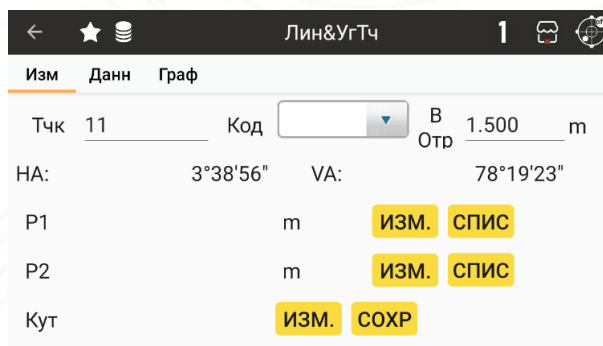 Лин&УгТч 1
Изм Данн Граф
Тчк 11 Код В Отр 1.500 m
HA: 3°38'56" VA: 78°19'23"
P1 m ИЗМ. СПИС
P2 m ИЗМ. СПИС
Кут ИЗМ. СОХР